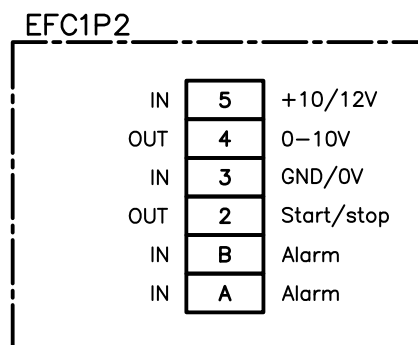 EFC1P2
IN 5 +10/12V
OUT 4 0-10V
IN 3 GND/0V
OUT 2 Start/stop
IN B Alarm
IN A Alarm